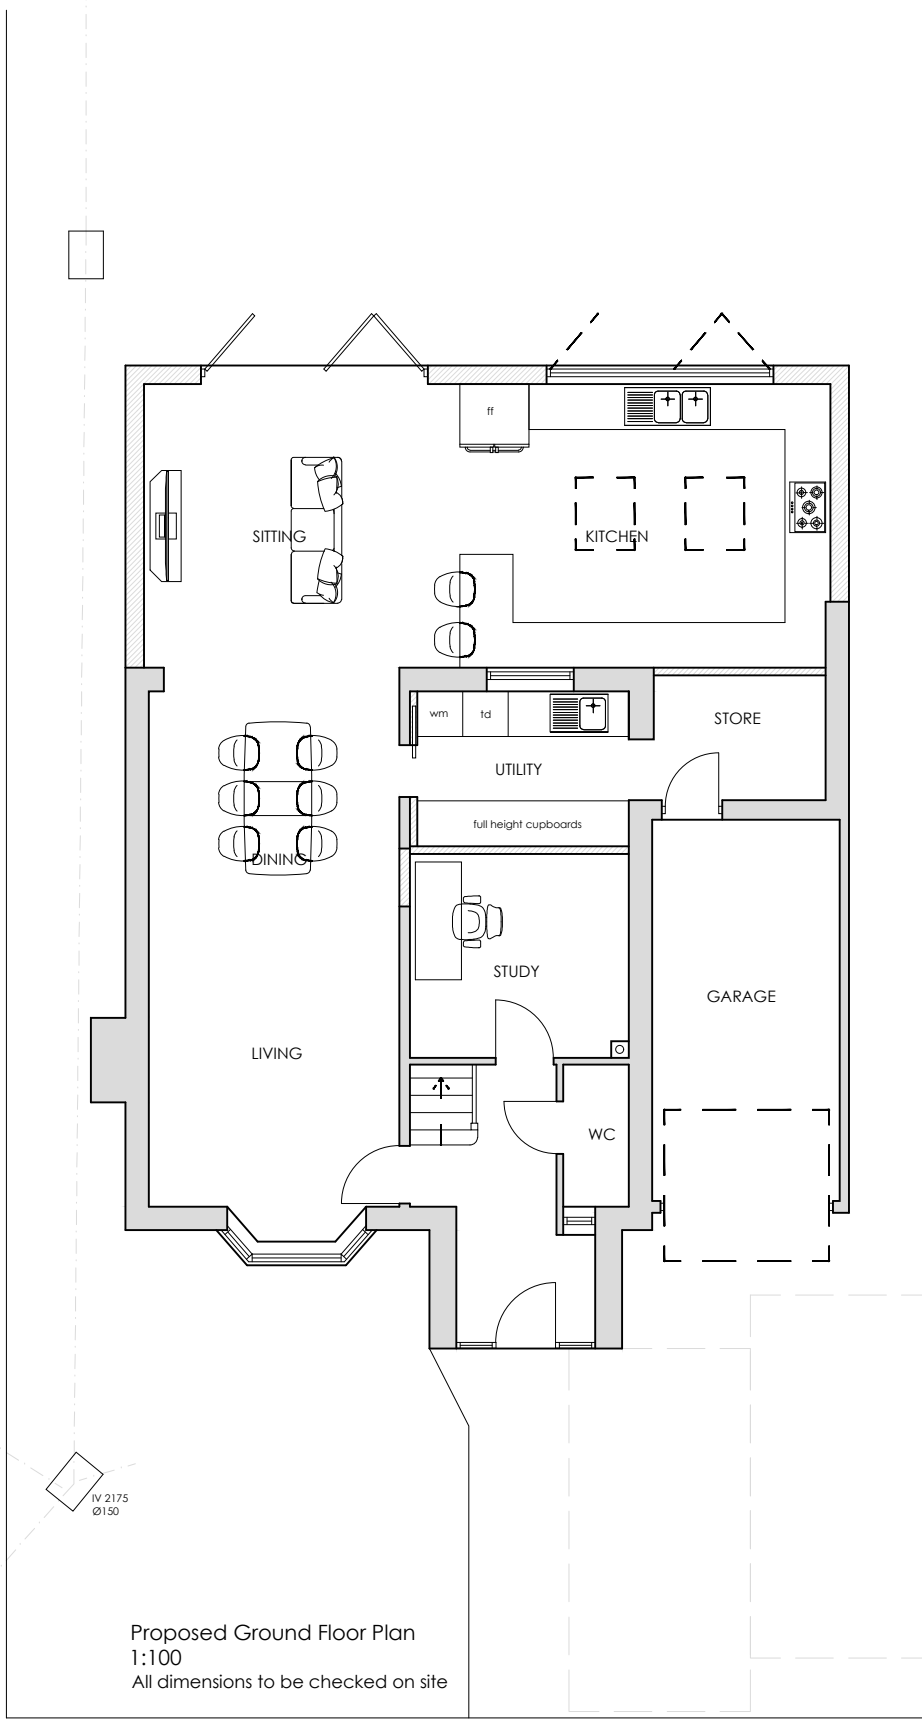 ff
SITTING
KITCHEN
wm
td
STORE
UTILITY
full height cupboards
DINING
STUDY
GARAGE
LIVING
WC
IV 2175
Ø150
Proposed Ground Floor Plan
1:100
All dimensions to be checked on site